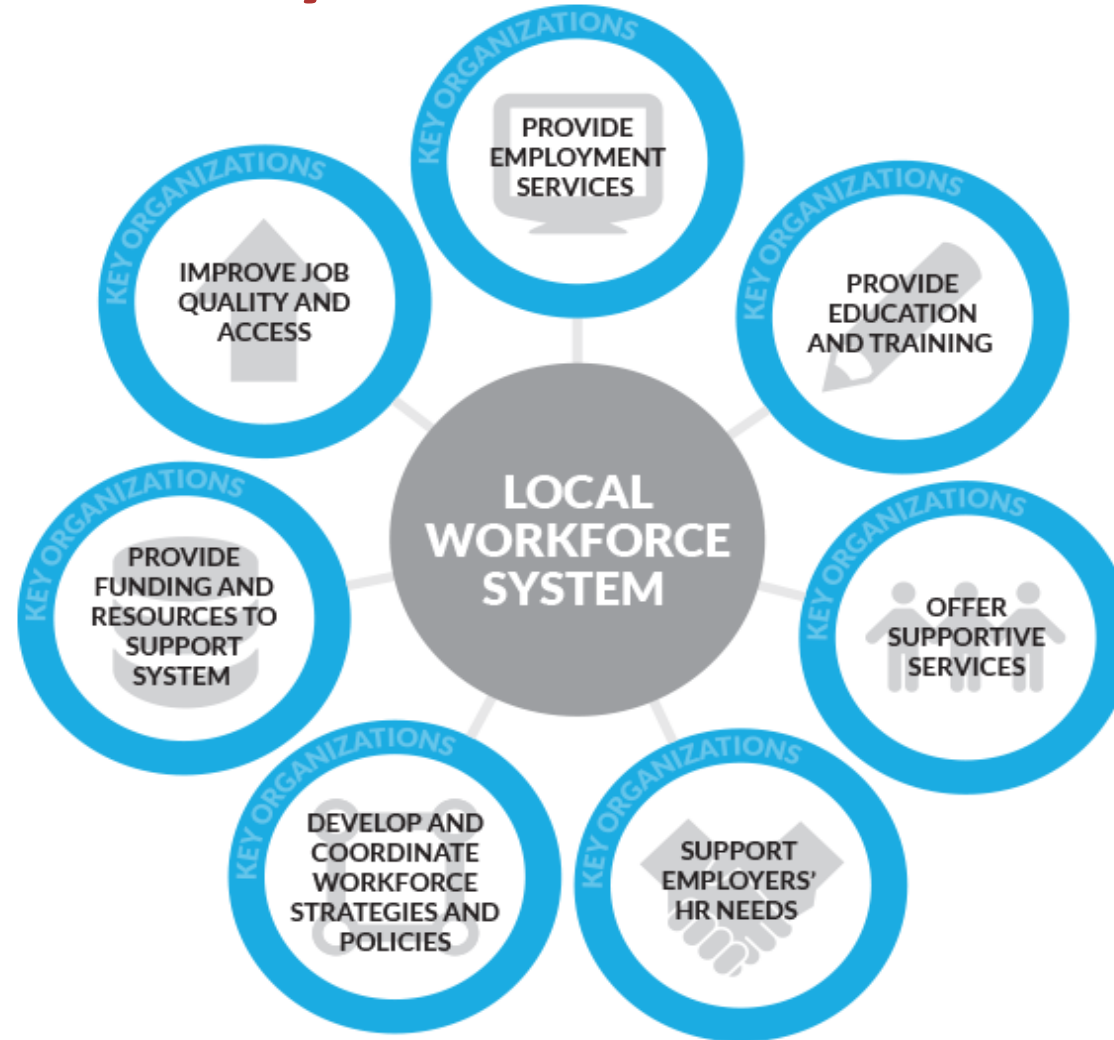 KEY ORGANIZATIONS
PROVIDE
EMPLOYMENT
SERVICES
KEY ORGANIZATIONS
PROVIDE
EDUCATION
AND TRAINING
KEY ORGANIZATIONS
OFFER
SUPPORTIVE
SERVICES
KEY ORGANIZATIONS
SUPPORT
EMPLOYERS’
HR NEEDS
KEY ORGANIZATIONS
DEVELOP AND
COORDINATE
WORKFORCE
STRATEGIES AND
POLICIES
KEY ORGANIZATIONS
PROVIDE
FUNDING AND
RESOURCES TO
SUPPORT
SYSTEM
KEY ORGANIZATIONS
IMPROVE JOB
QUALITY AND
ACCESS
LOCAL
WORKFORCE
SYSTEM